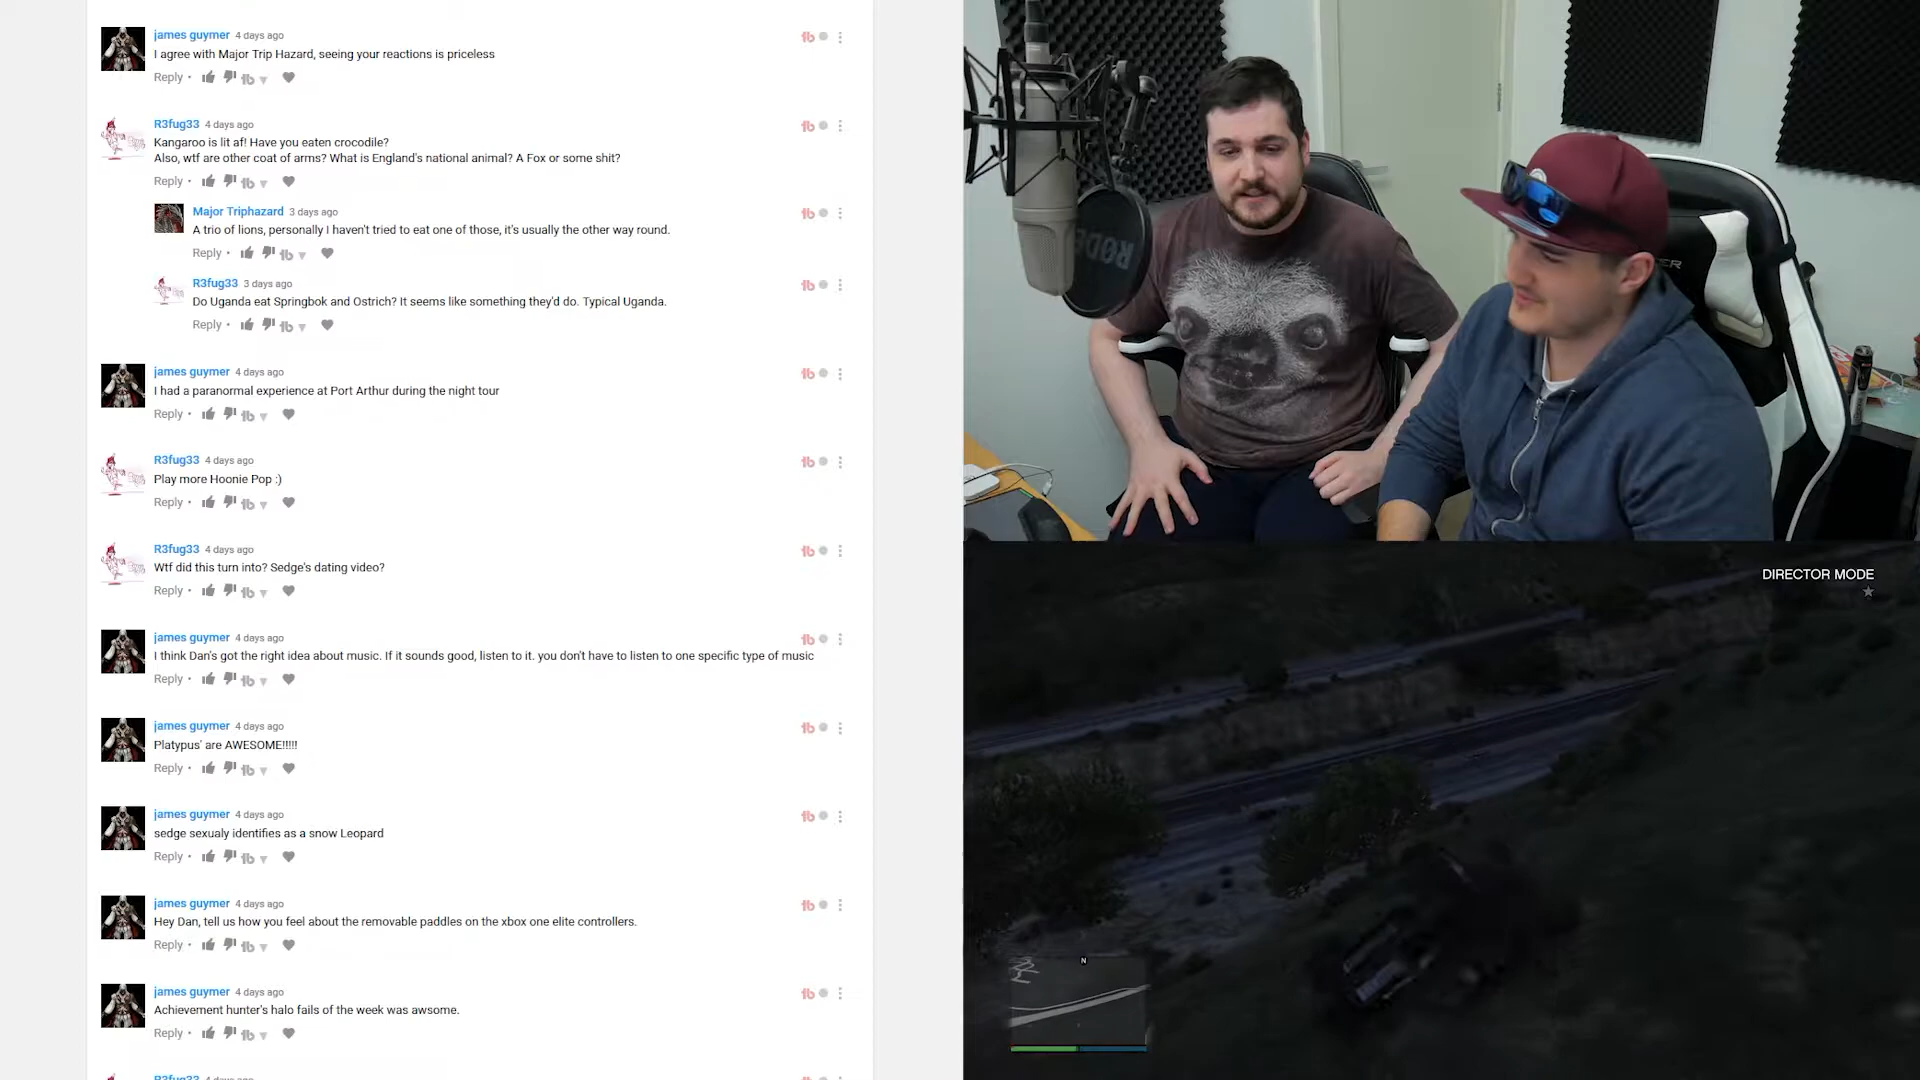 james guymer 4 days ago
I agree with Major Trip Hazard, seeing your reactions is priceless
Reply •
R3fug33 4 days ago
Kangaroo is lit af! Have you eaten crocodile?
Also, wtf are other coat of arms? What is England's national animal? A Fox or some shit?
Reply •
Major Triphazard 3 days ago
A trio of lions, personally I haven't tried to eat one of those, it's usually the other way round.
Reply •
R3fug33 3 days ago
Do Uganda eat Springbok and Ostrich? It seems like something they'd do. Typical Uganda.
Reply •
james guymer 4 days ago
I had a paranormal experience at Port Arthur during the night tour
Reply •
R3fug33 4 days ago
Play more Hoonie Pop :)
Reply •
R3fug33 4 days ago
Wtf did this turn into? Sedge's dating video?
Reply •
james guymer 4 days ago
I think Dan's got the right idea about music. If it sounds good, listen to it. you don't have to listen to one specific type of music
Reply •
james guymer 4 days ago
Platypus' are AWESOME!!!!!
Reply •
james guymer 4 days ago
sedge sexualy identifies as a snow Leopard
Reply •
james guymer 4 days ago
Hey Dan, tell us how you feel about the removable paddles on the xbox one elite controllers.
Reply •
james guymer 4 days ago
Achievement hunter's halo fails of the week was awsome.
Reply •
R3fug33 4 days ago
RØDE
DIRECTOR MODE
N